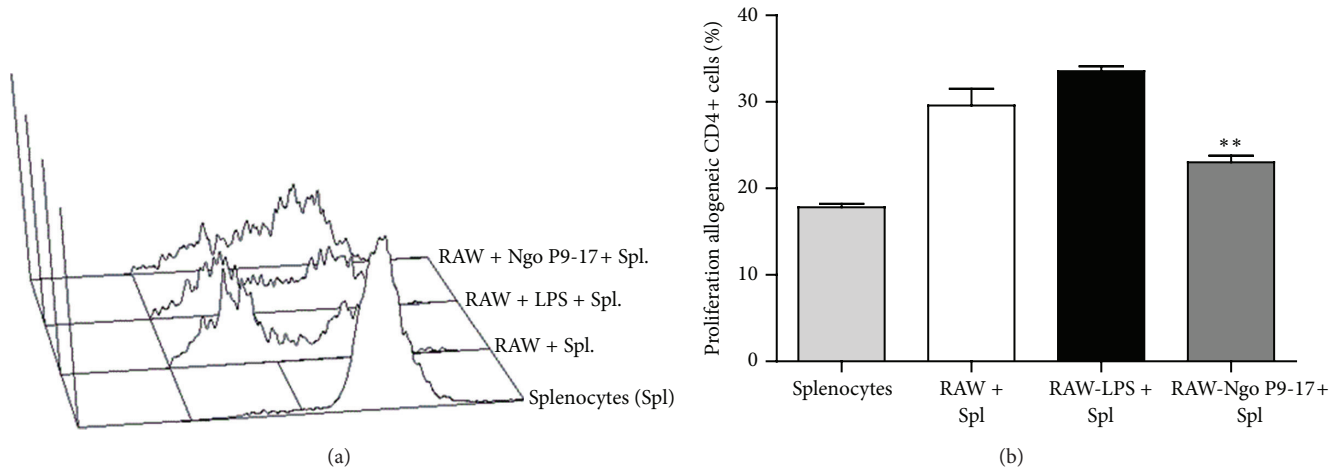 RAW + Ngo P9-17+ Spl.
RAW + LPS + Spl.
RAW + Spl.
Splenocytes (Spl)
(a)
Proliferation allogeneic CD4+ cells (%)
40
30
20
10
0
**
Splenocytes
RAW +
Spl
RAW-LPS +
Spl
RAW-Ngo P9-17+
Spl
(b)